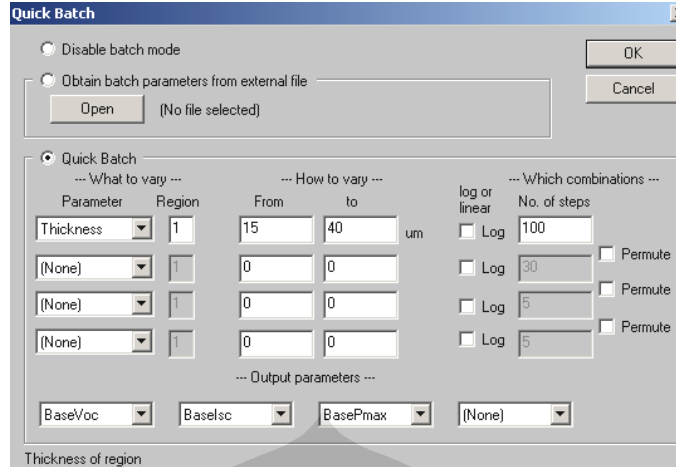 Quick Batch
Disable batch mode
OK
Obtain batch parameters from external file
Cancel
Open (No file selected)
Quick Batch
--- What to vary --- --- How to vary --- --- Which combinations ---
Parameter Region From to log or linear No. of steps
Thickness 1 15 40 um Log 100
Permute
(None) 1 0 0 Log 30
Permute
(None) 1 0 0 Log 5
Permute
(None) 1 0 0 Log 5
--- Output parameters ---
BaseVoc BaseIsc BasePmax (None)
Thickness of region